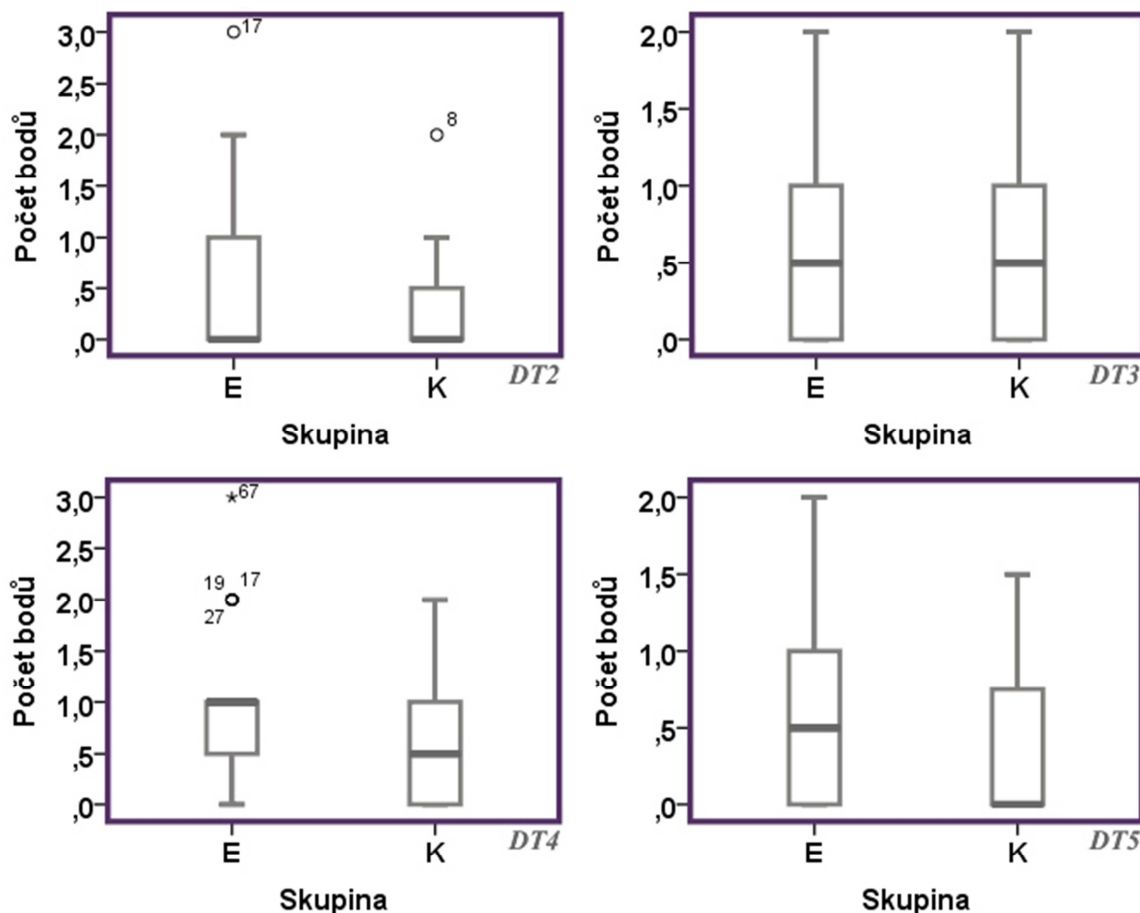 Počet bodů
3,0
2,5
2,0
1,5
1,0
,5
,0
17
8
E K
DT2
Skupina
Počet bodů
2,0
1,5
1,0
,5
,0
E K
DT3
Skupina
Počet bodů
3,0
2,5
2,0
1,5
1,0
,5
,0
*67
19 17
27
E K
DT4
Skupina
Počet bodů
2,0
1,5
1,0
,5
,0
E K
DT5
Skupina